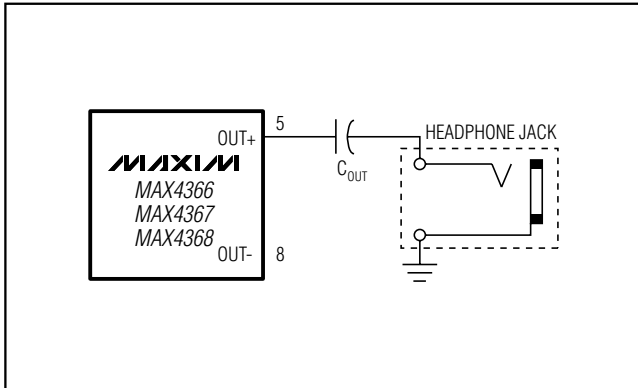 5
OUT+
HEADPHONE JACK
MAXIM
C_OUT
MAX4366
MAX4367
MAX4368
OUT- 8